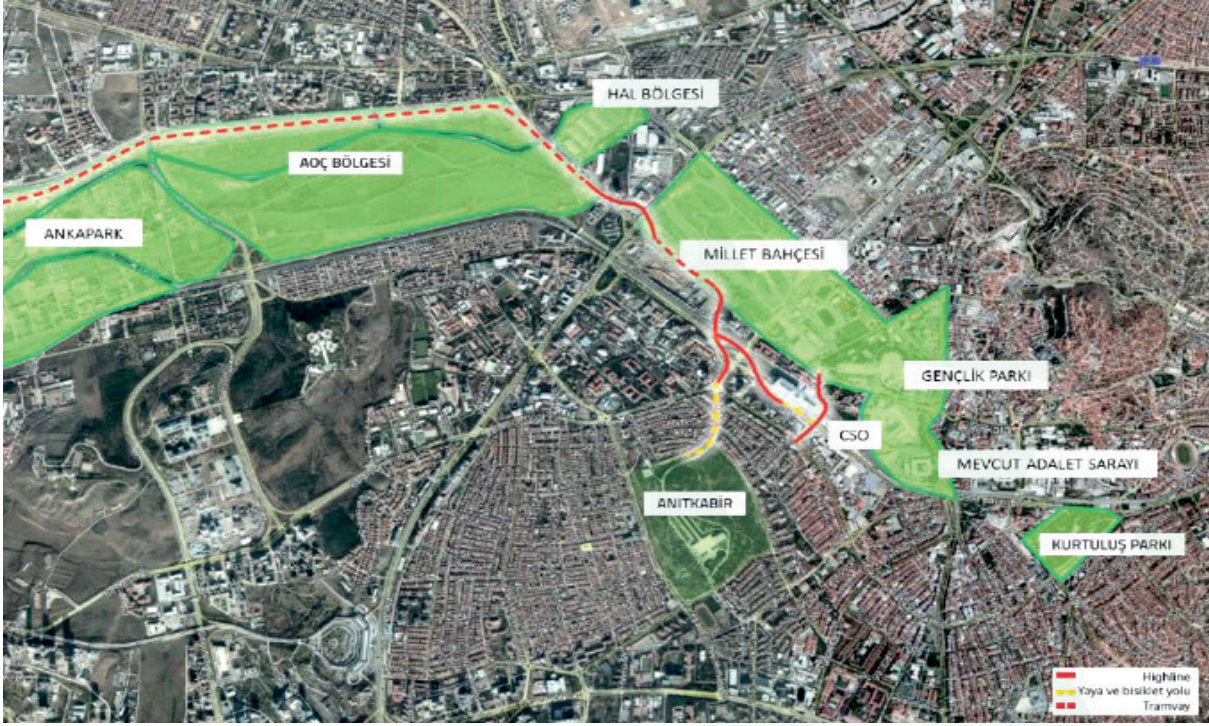 HAL BÖLGESİ
AOÇ BÖLGESİ
ANKAPARK
MİLLET BAHÇESİ
GENÇLİK PARKI
CSO
MEVCUT ADALET SARAYI
ANITKABİR
KURTULUŞ PARKI
Highline
Yaya ve bisiklet yolu
Tramvay